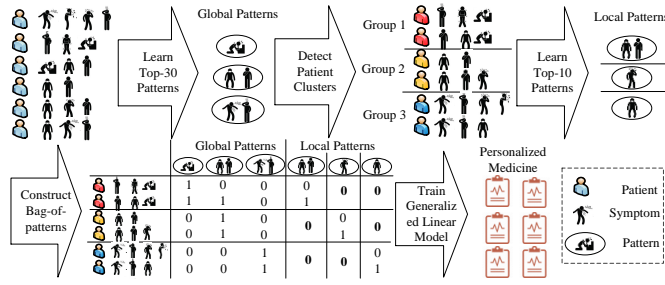 Global Patterns
Local Patterns
Learn
Top-30
Patterns
Detect
Patient
Clusters
Group 1
Group 2
Group 3
Learn
Top-10
Patterns
Global Patterns
Local Patterns
Construct
Bag-of-
patterns
1 0 0 0 0 0
1 1 0 1
0 1 0 0 0 0
0 1 0 1
0 0 1 0 0 0
0 0 1 1
Train
Generaliz
ed Linear
Model
Personalized
Medicine
Patient
Symptom
Pattern